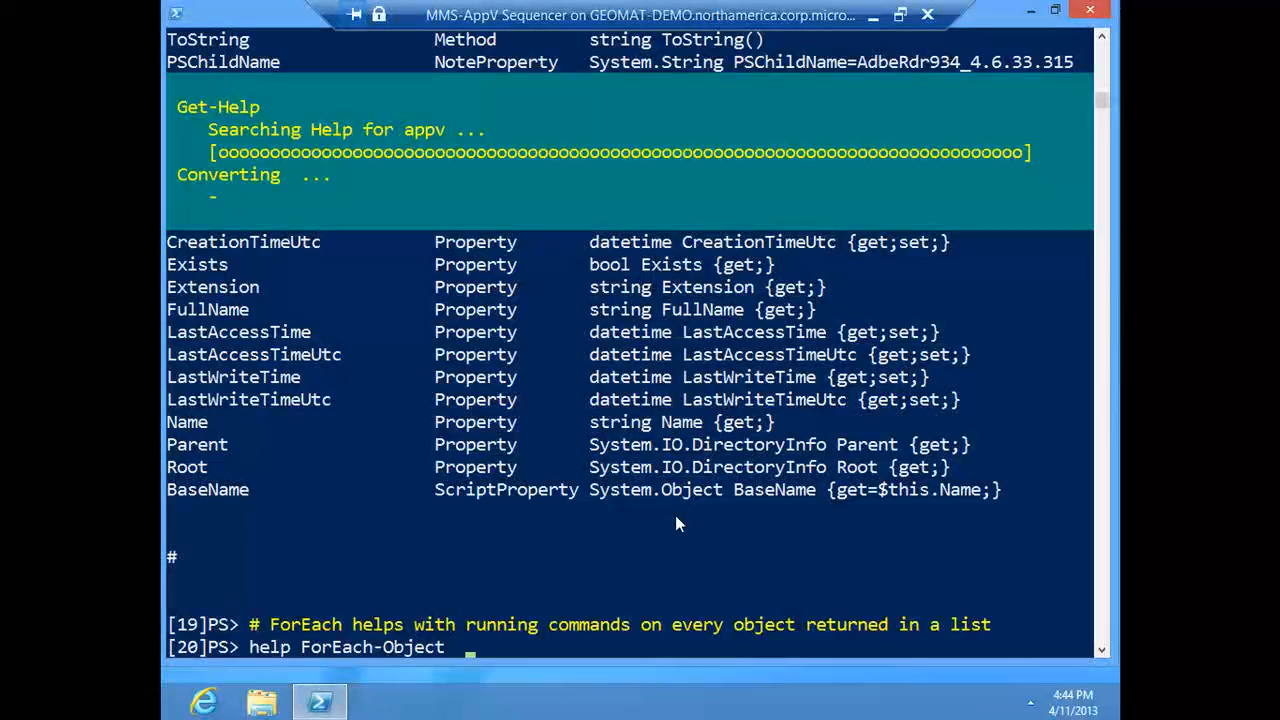 MMS-AppV Sequencer on GEOMAT-DEMO.northamerica.corp.micro...
ToString Method string ToString()
PSChildName NoteProperty System.String PSChildName=AdbeRdr934_4.6.33.315
Get-Help
Searching Help for appv ...
[oooooooooooooooooooooooooooooooooooooooooooooooooooooooooooooooooooooooooooooo]
Converting ...
-
CreationTimeUtc Property datetime CreationTimeUtc {get;set;}
Exists Property bool Exists {get;}
Extension Property string Extension {get;}
FullName Property string FullName {get;}
LastAccessTime Property datetime LastAccessTime {get;set;}
LastAccessTimeUtc Property datetime LastAccessTimeUtc {get;set;}
LastWriteTime Property datetime LastWriteTime {get;set;}
LastWriteTimeUtc Property datetime LastWriteTimeUtc {get;set;}
Name Property string Name {get;}
Parent Property System.IO.DirectoryInfo Parent {get;}
Root Property System.IO.DirectoryInfo Root {get;}
BaseName ScriptProperty System.Object BaseName {get=$this.Name;}
#
[19]PS> # ForEach helps with running commands on every object returned in a list
[20]PS> help ForEach-Object _
4:44 PM
4/11/2013